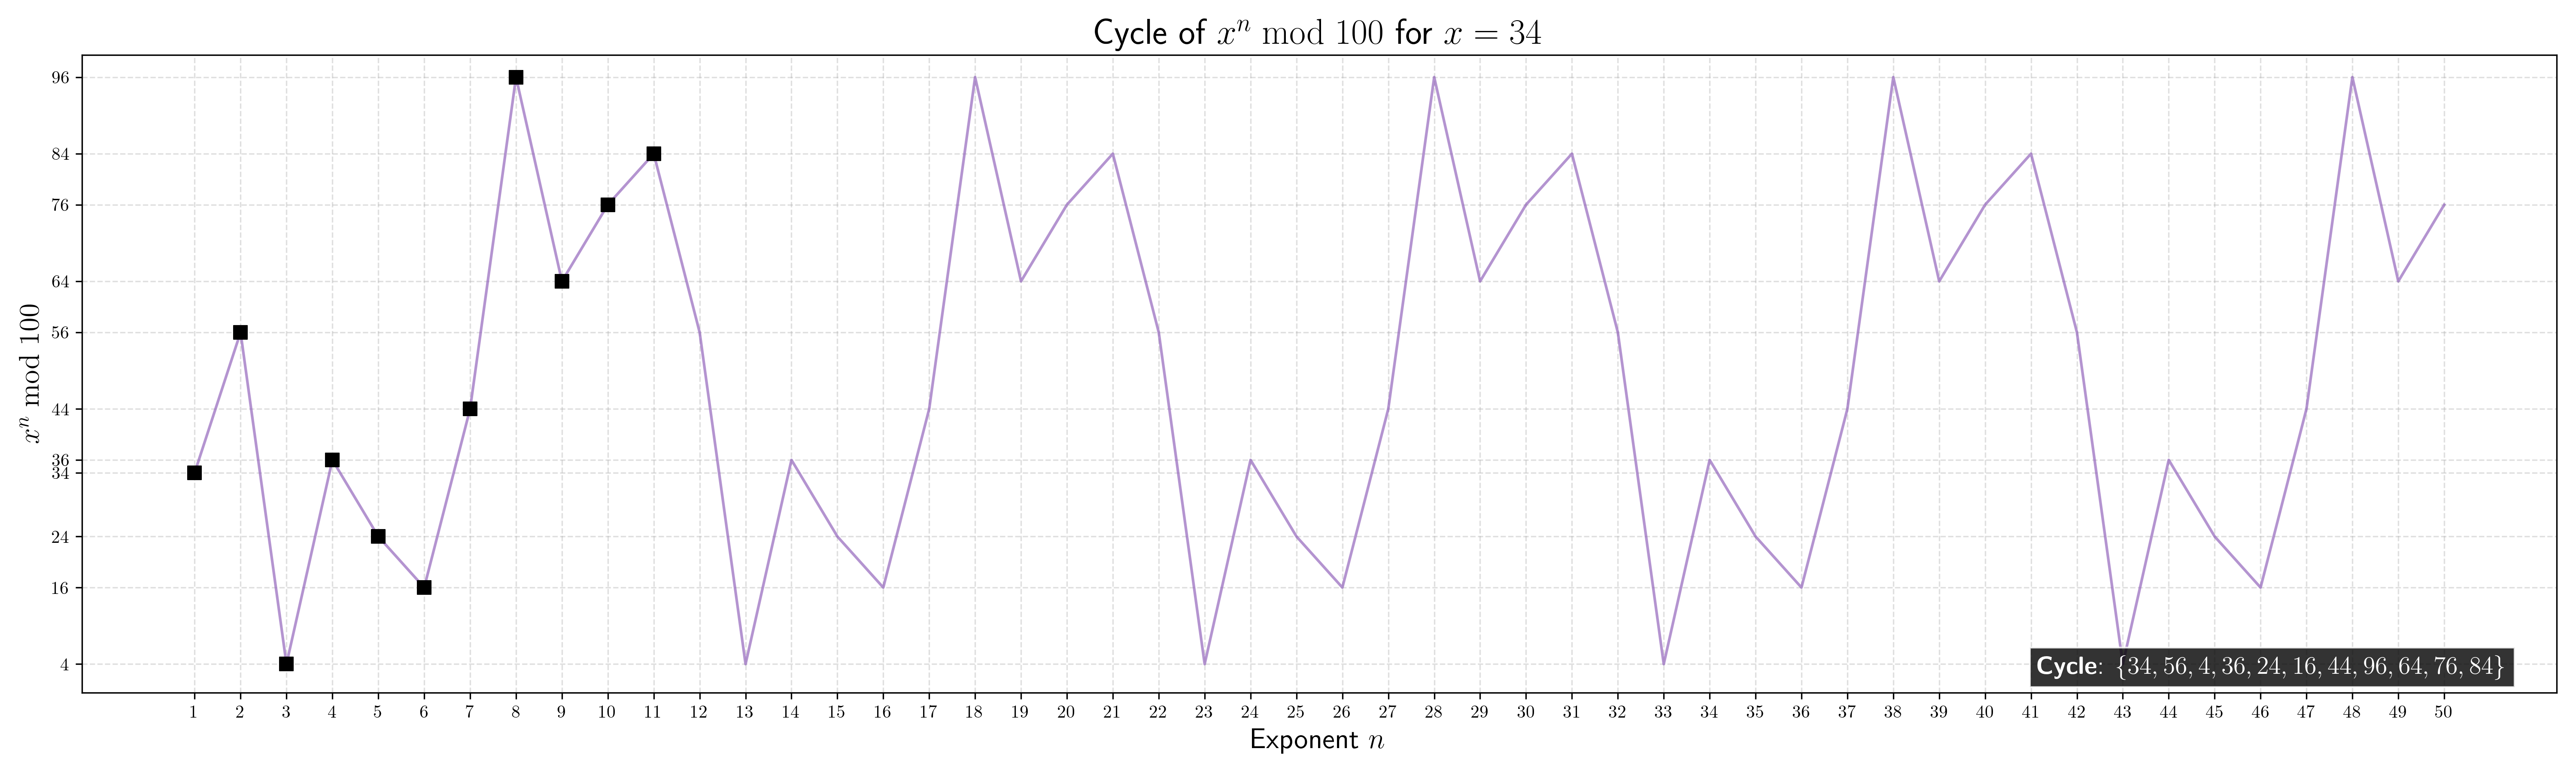 Cycle of xⁿ mod 100 for x = 34
xⁿ mod 100
96
84
76
64
56
44
36
34
24
16
4
Cycle: {34, 56, 4, 36, 24, 16, 44, 96, 64, 76, 84}
1 2 3 4 5 6 7 8 9 10 11 12 13 14 15 16 17 18 19 20 21 22 23 24 25 26 27 28 29 30 31 32 33 34 35 36 37 38 39 40 41 42 43 44 45 46 47 48 49 50
Exponent n